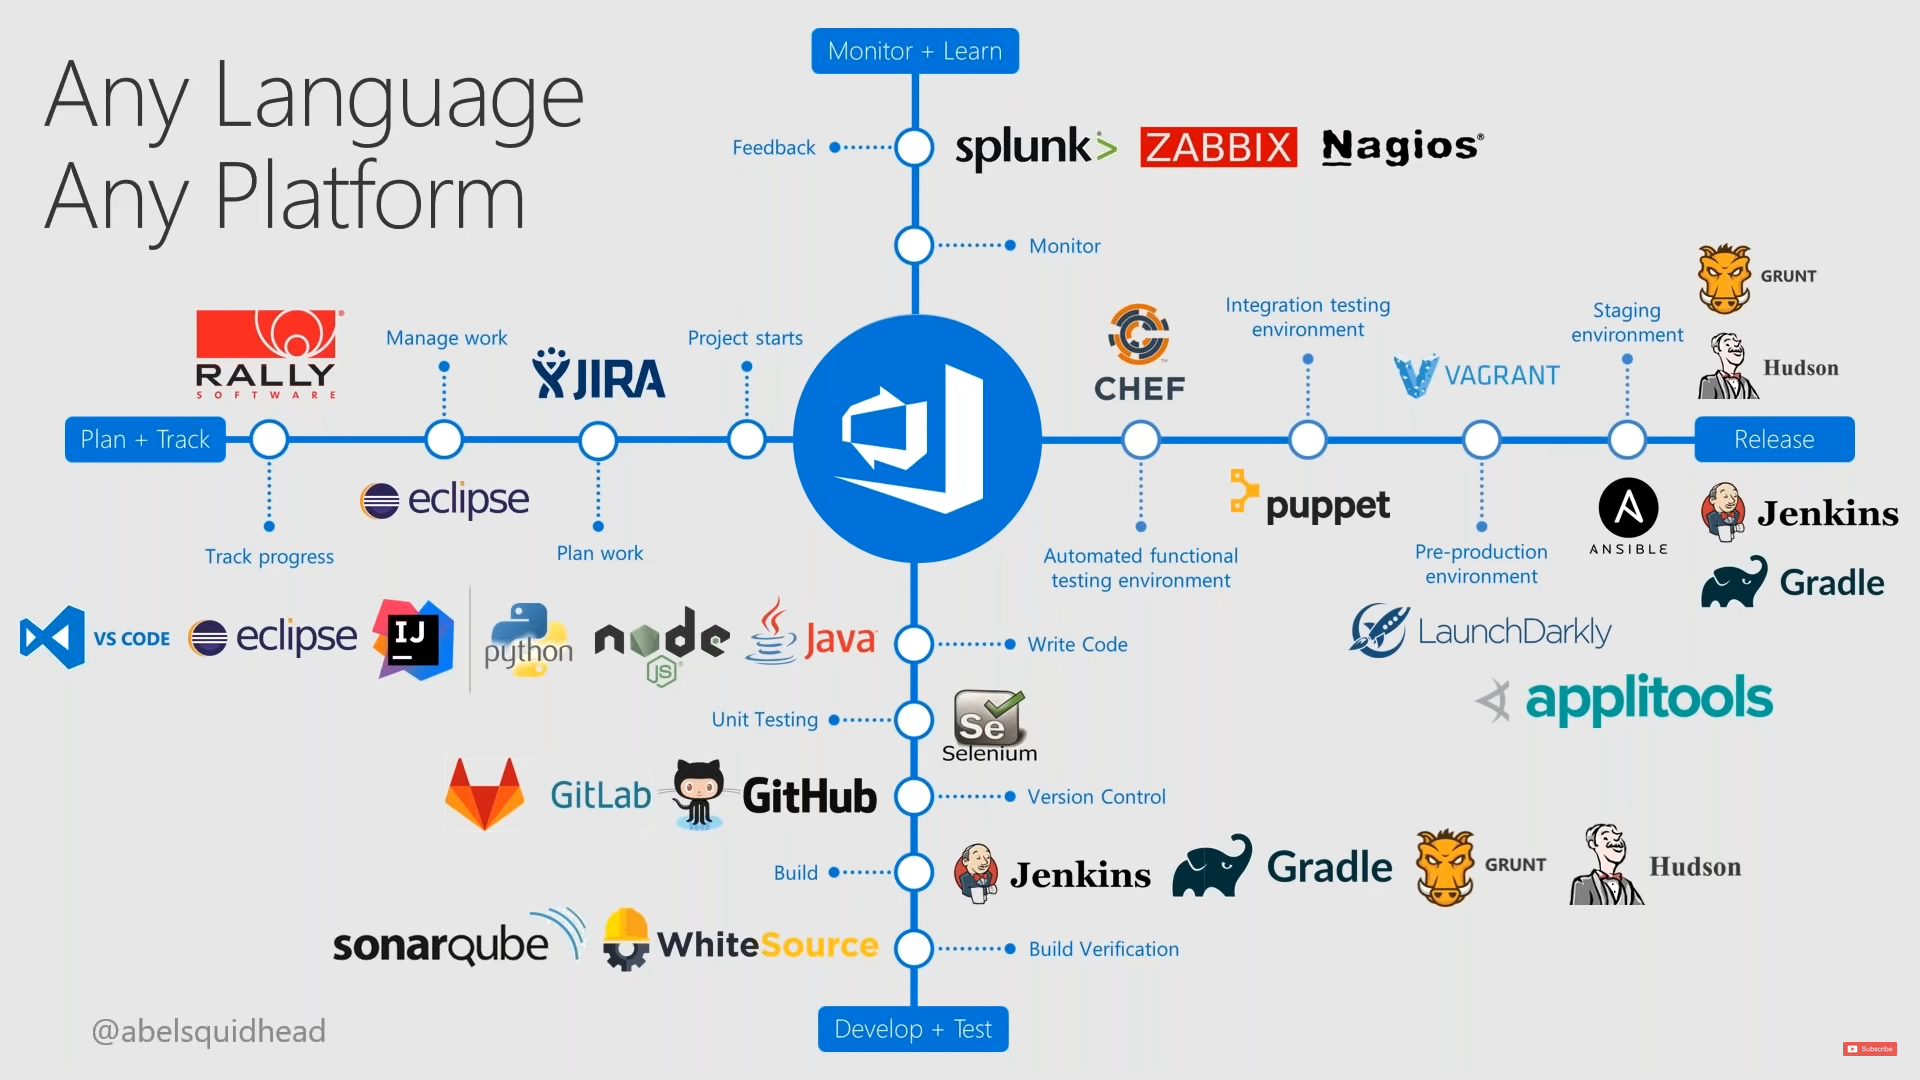 Any Language
Any Platform
Monitor + Learn
Feedback
splunk>
ZABBIX
Nagios®
Monitor
RALLY
SOFTWARE
Manage work
JIRA
Project starts
CHEF
Integration testing
environment
VAGRANT
Staging
environment
GRUNT
Hudson
Plan + Track
Release
eclipse
Track progress
Plan work
puppet
Automated functional
testing environment
Pre-production
environment
ANSIBLE
Jenkins
Gradle
VS CODE
eclipse
IJ
python
node
JS
Java
Write Code
LaunchDarkly
applitools
Unit Testing
Se
Selenium
GitLab
GitHub
Version Control
Build
Jenkins
Gradle
GRUNT
Hudson
sonarqube
WhiteSource
Build Verification
Develop + Test
@abelsquidhead
Subscribe